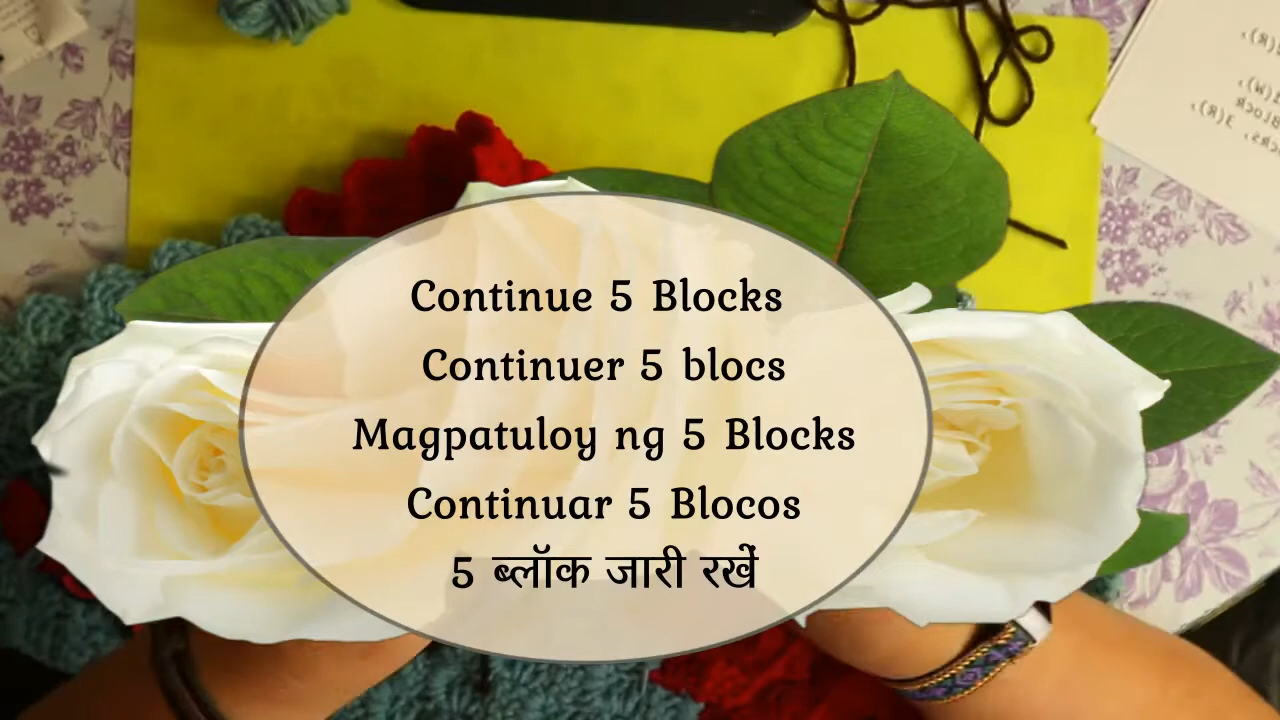 Continue 5 Blocks
Continuer 5 blocs
Magpatuloy ng 5 Blocks
Continuar 5 Blocos
5 ब्लॉक जारी रखें